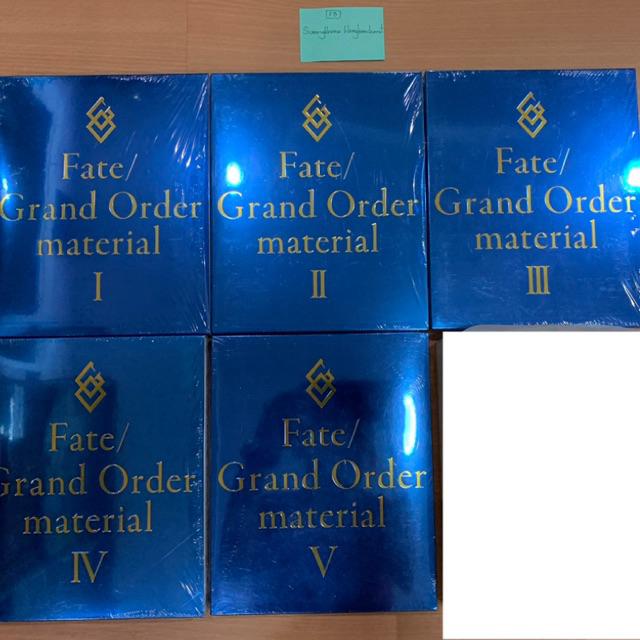 FB
Fate/
Grand Order
material
I
Fate/
Grand Order
material
II
Fate/
Grand Order
material
III
Fate/
Grand Order
material
IV
Fate/
Grand Order
material
V